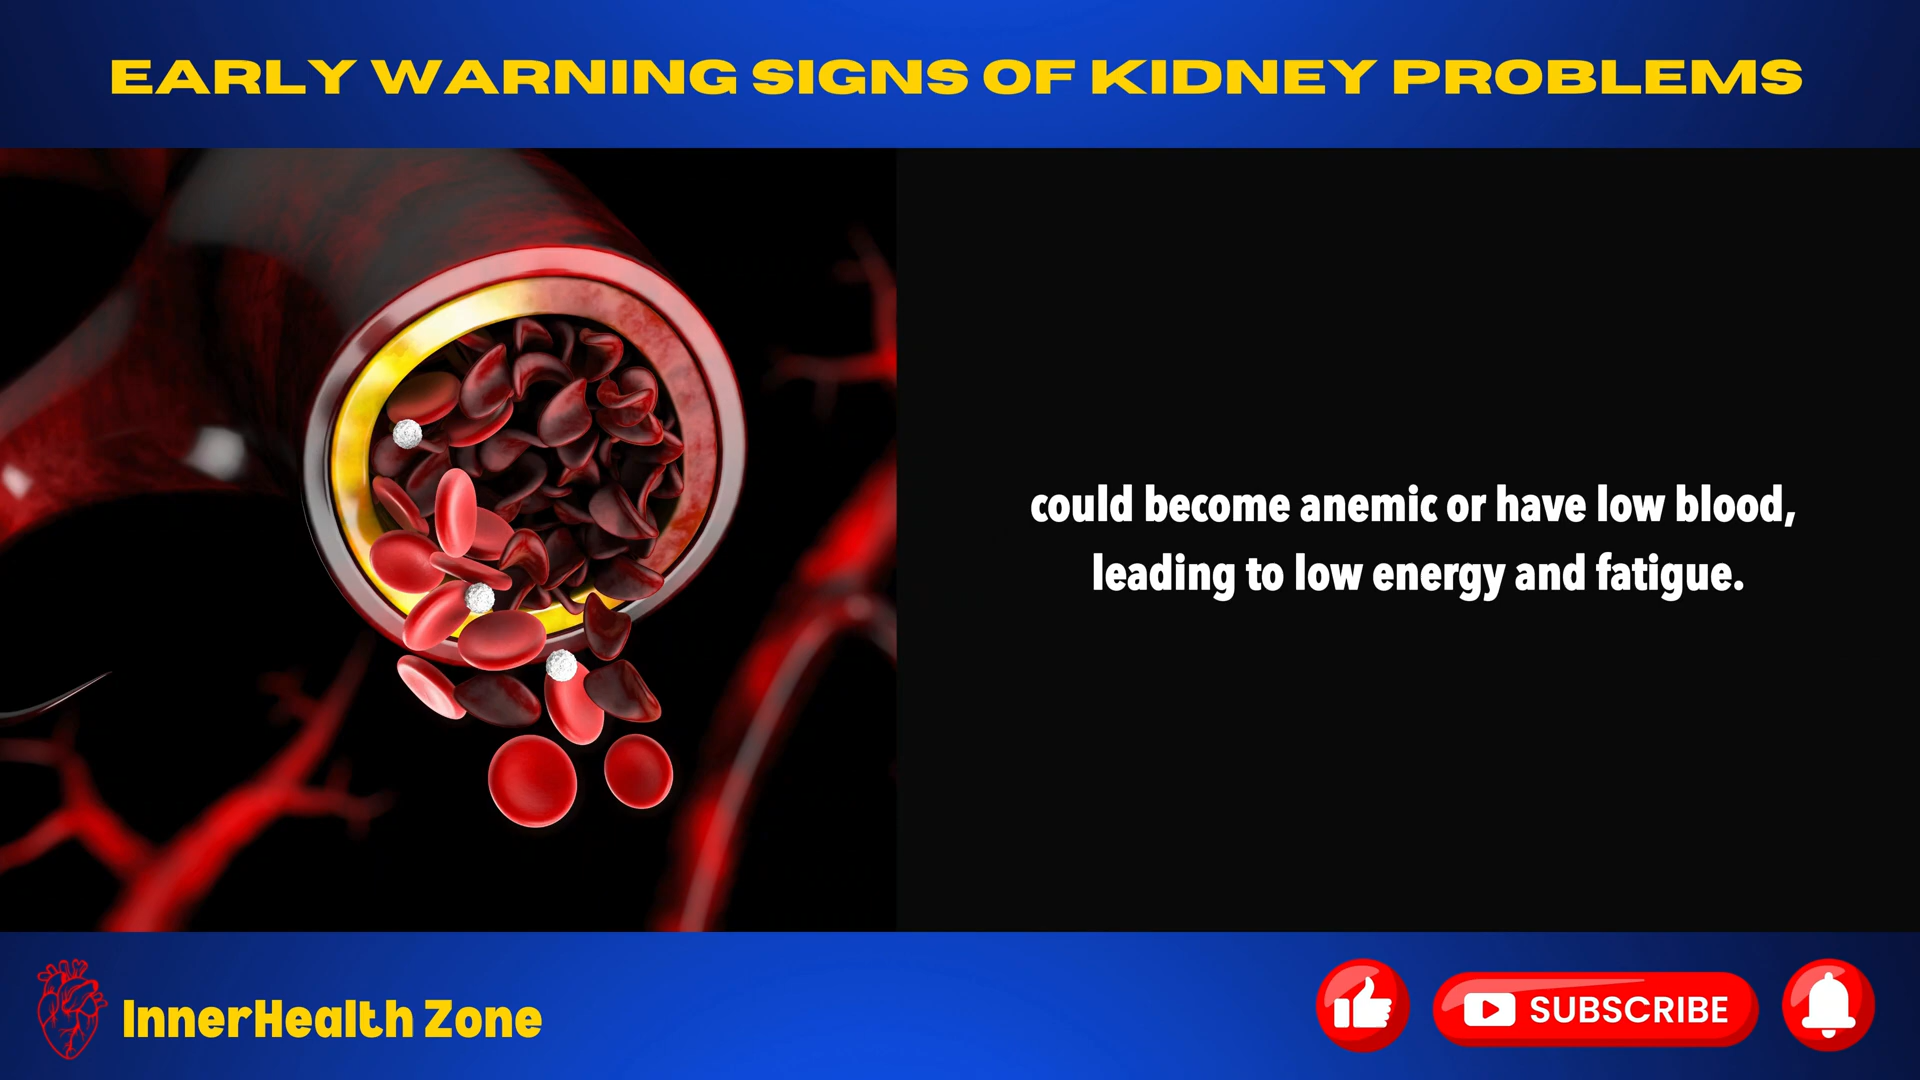 EARLY WARNING SIGNS OF KIDNEY PROBLEMS
could become anemic or have low blood,
leading to low energy and fatigue.
InnerHealth Zone
SUBSCRIBE